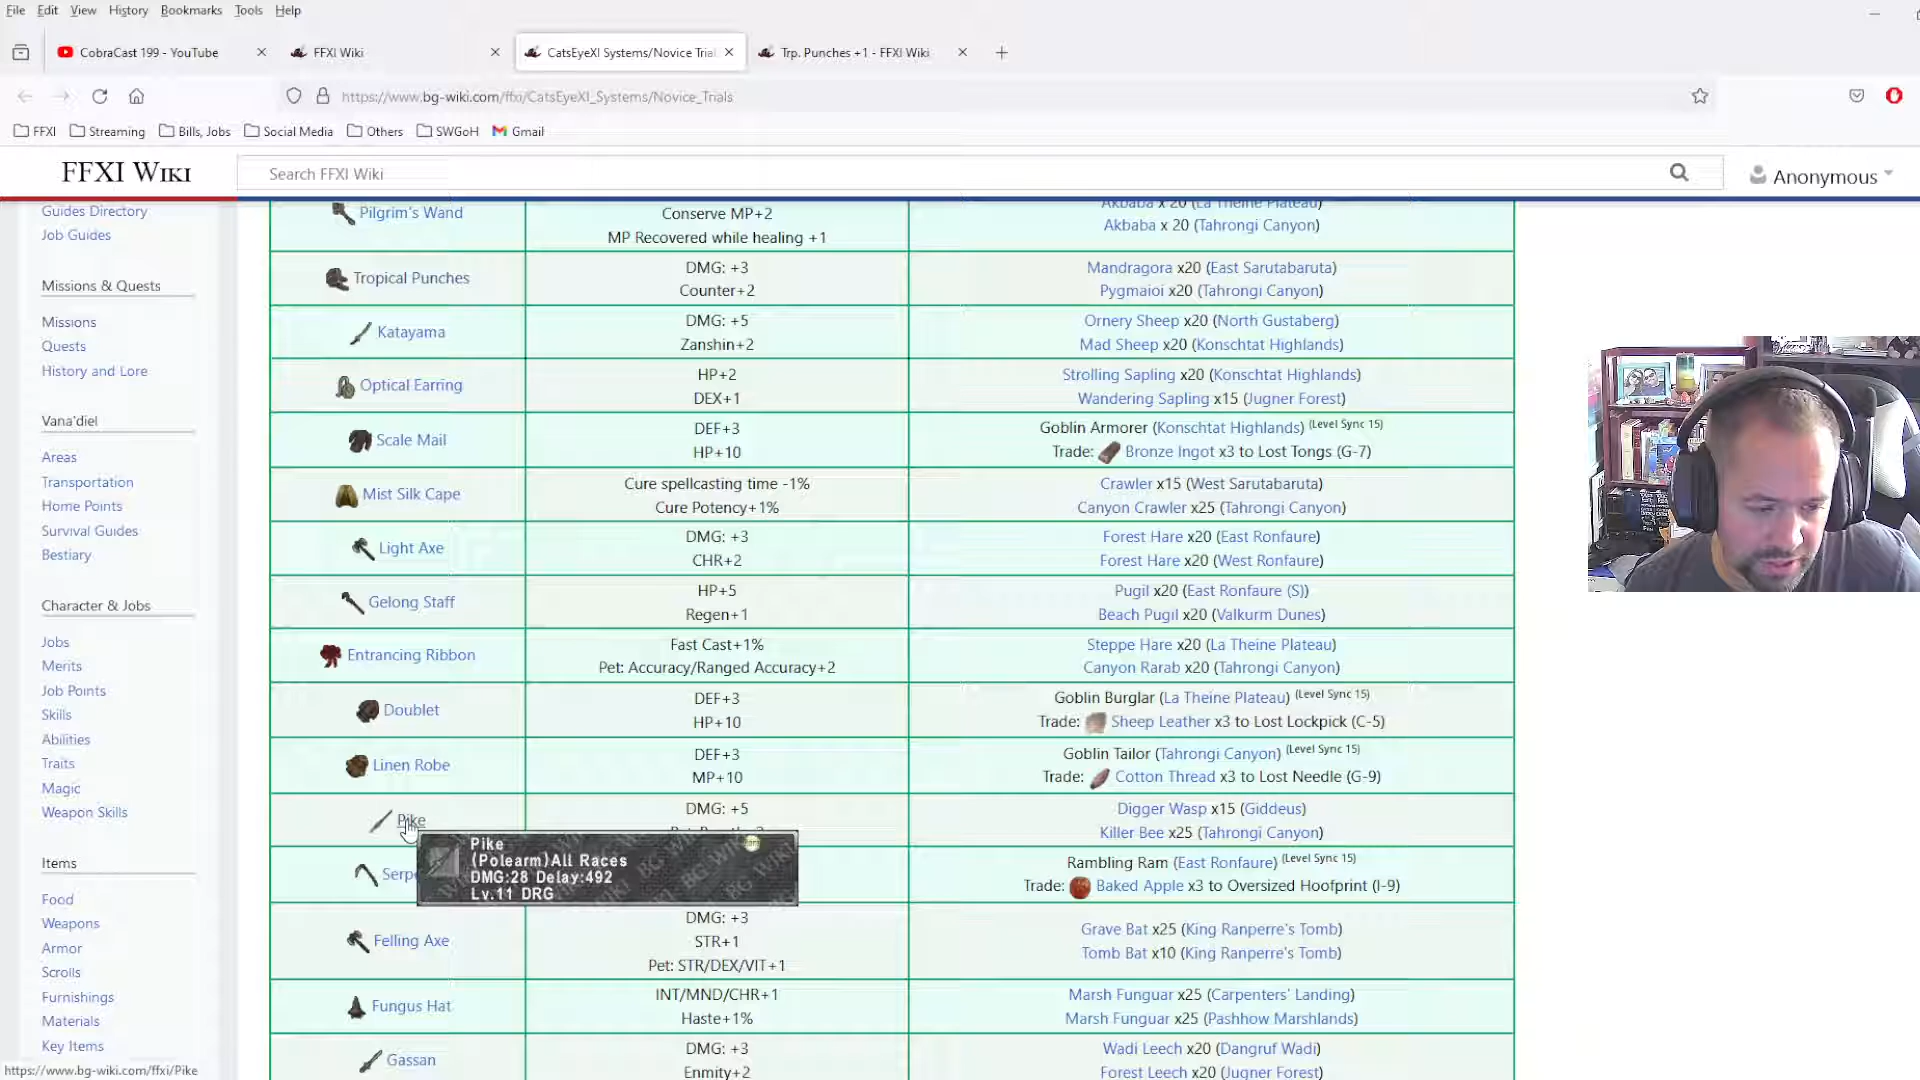 File Edit View History Bookmarks Tools Help
CobraCast 199 - YouTube
FFXI Wiki
CatsEyeXI Systems/Novice Tria
Trp. Punches +1 - FFXI Wiki
https://www.bg-wiki.com/ffxi/CatsEyeXI_Systems/Novice_Trials
FFXI Streaming Bills, Jobs Social Media Others SWGoH Gmail
FFXI Wiki
Search FFXI Wiki
Anonymous
Guides Directory
Job Guides
Missions & Quests
Missions
Quests
History and Lore
Vana'diel
Areas
Transportation
Home Points
Survival Guides
Bestiary
Character & Jobs
Jobs
Merits
Job Points
Skills
Abilities
Traits
Magic
Weapon Skills
Items
Food
Weapons
Armor
Scrolls
Furnishings
Materials
Key Items
Pilgrim's Wand
Conserve MP+2
MP Recovered while healing +1
Akbaba x 20 (La Theine Plateau)
Akbaba x 20 (Tahrongi Canyon)
Tropical Punches
DMG: +3
Counter+2
Mandragora x20 (East Sarutabaruta)
Pygmaioi x20 (Tahrongi Canyon)
Katayama
DMG: +5
Zanshin+2
Ornery Sheep x20 (North Gustaberg)
Mad Sheep x20 (Konschtat Highlands)
Optical Earring
HP+2
DEX+1
Strolling Sapling x20 (Konschtat Highlands)
Wandering Sapling x15 (Jugner Forest)
Scale Mail
DEF+3
HP+10
Goblin Armorer (Konschtat Highlands) (Level Sync 15)
Trade: Bronze Ingot x3 to Lost Tongs (G-7)
Mist Silk Cape
Cure spellcasting time -1%
Cure Potency+1%
Crawler x15 (West Sarutabaruta)
Canyon Crawler x25 (Tahrongi Canyon)
Light Axe
DMG: +3
CHR+2
Forest Hare x20 (East Ronfaure)
Forest Hare x20 (West Ronfaure)
Gelong Staff
HP+5
Regen+1
Pugil x20 (East Ronfaure (S))
Beach Pugil x20 (Valkurm Dunes)
Entrancing Ribbon
Fast Cast+1%
Pet: Accuracy/Ranged Accuracy+2
Steppe Hare x20 (La Theine Plateau)
Canyon Rarab x20 (Tahrongi Canyon)
Doublet
DEF+3
HP+10
Goblin Burglar (La Theine Plateau) (Level Sync 15)
Trade: Sheep Leather x3 to Lost Lockpick (C-5)
Linen Robe
DEF+3
MP+10
Goblin Tailor (Tahrongi Canyon) (Level Sync 15)
Trade: Cotton Thread x3 to Lost Needle (G-9)
Pike
DMG: +5
Digger Wasp x15 (Giddeus)
Killer Bee x25 (Tahrongi Canyon)
Pike
(Polearm)All Races
DMG:28 Delay:492
Lv.11 DRG
Serpe
Rambling Ram (East Ronfaure) (Level Sync 15)
Trade: Baked Apple x3 to Oversized Hoofprint (I-9)
Felling Axe
DMG: +3
STR+1
Pet: STR/DEX/VIT+1
Grave Bat x25 (King Ranperre's Tomb)
Tomb Bat x10 (King Ranperre's Tomb)
Fungus Hat
INT/MND/CHR+1
Haste+1%
Marsh Funguar x25 (Carpenters' Landing)
Marsh Funguar x25 (Pashhow Marshlands)
Gassan
DMG: +3
Enmity+2
Wadi Leech x20 (Dangruf Wadi)
Forest Leech x20 (Jugner Forest)
https://www.bg-wiki.com/ffxi/Pike